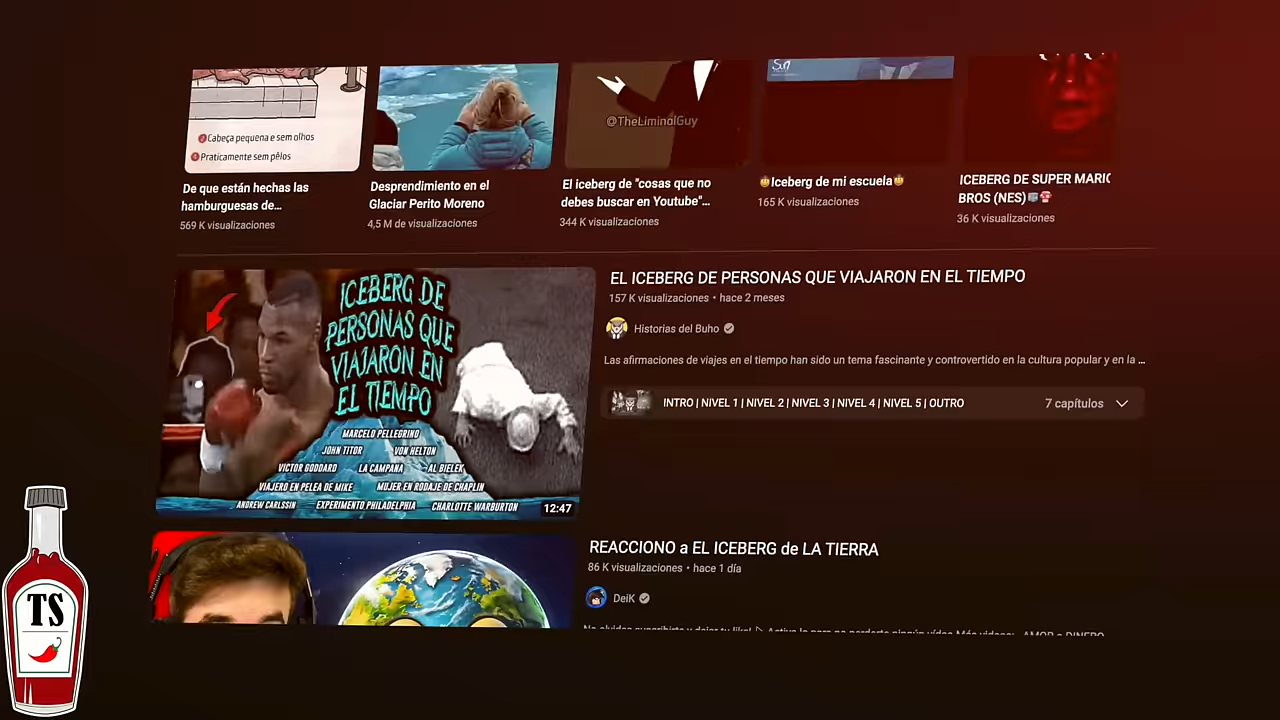 ❷Cabeça pequena e sem olhos
❶Praticamente sem pêlos
@TheLiminalGuy
De que están hechas las
hamburguesas de...
569 K visualizaciones
Desprendimiento en el
Glaciar Perito Moreno
4,5 M de visualizaciones
El iceberg de "cosas que no
debes buscar en Youtube"...
344 K visualizaciones
🤠Iceberg de mi escuela🤠
165 K visualizaciones
ICEBERG DE SUPER MARIO
BROS (NES)
36 K visualizaciones
ICEBERG DE
PERSONAS QUE
VIAJARON EN
EL TIEMPO
MARCELO PELLEGRINO
JOHN TITOR VON HELTON
VICTOR GODDARD LA CAMPANA AL BIELEK
VIAJERO EN PELEA DE MIKE MUJER EN RODAJE DE CHAPLIN
ANDREW CARLSSIN EXPERIMENTO PHILADELPHIA CHARLOTTE WARBURTON
12:47
EL ICEBERG DE PERSONAS QUE VIAJARON EN EL TIEMPO
157 K visualizaciones • hace 2 meses
Historias del Buho
Las afirmaciones de viajes en el tiempo han sido un tema fascinante y controvertido en la cultura popular y en la ...
INTRO | NIVEL 1 | NIVEL 2 | NIVEL 3 | NIVEL 4 | NIVEL 5 | OUTRO 7 capítulos
REACCIONO a EL ICEBERG de LA TIERRA
86 K visualizaciones • hace 1 día
DeiK
TS